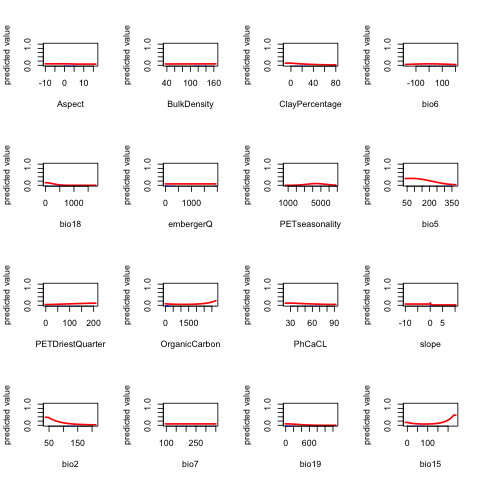 predicted value
0.0 1.0
-10 0 10
Aspect
predicted value
0.0 1.0
40 100 160
BulkDensity
predicted value
0.0 1.0
0 40 80
ClayPercentage
predicted value
0.0 1.0
-100 100
bio6
predicted value
0.0 1.0
0 1000
bio18
predicted value
0.0 1.0
0 1000
embergerQ
predicted value
0.0 1.0
1000 5000
PETseasonality
predicted value
0.0 1.0
50 200 350
bio5
predicted value
0.0 1.0
0 50 100 200
PETDriestQuarter
predicted value
0.0 1.0
0 1500
OrganicCarbon
predicted value
0.0 1.0
30 60 90
PhCaCL
predicted value
0.0 1.0
-10 0 5
slope
predicted value
0.0 1.0
50 150
bio2
predicted value
0.0 1.0
100 250
bio7
predicted value
0.0 1.0
0 600
bio19
predicted value
0.0 1.0
0 100
bio15